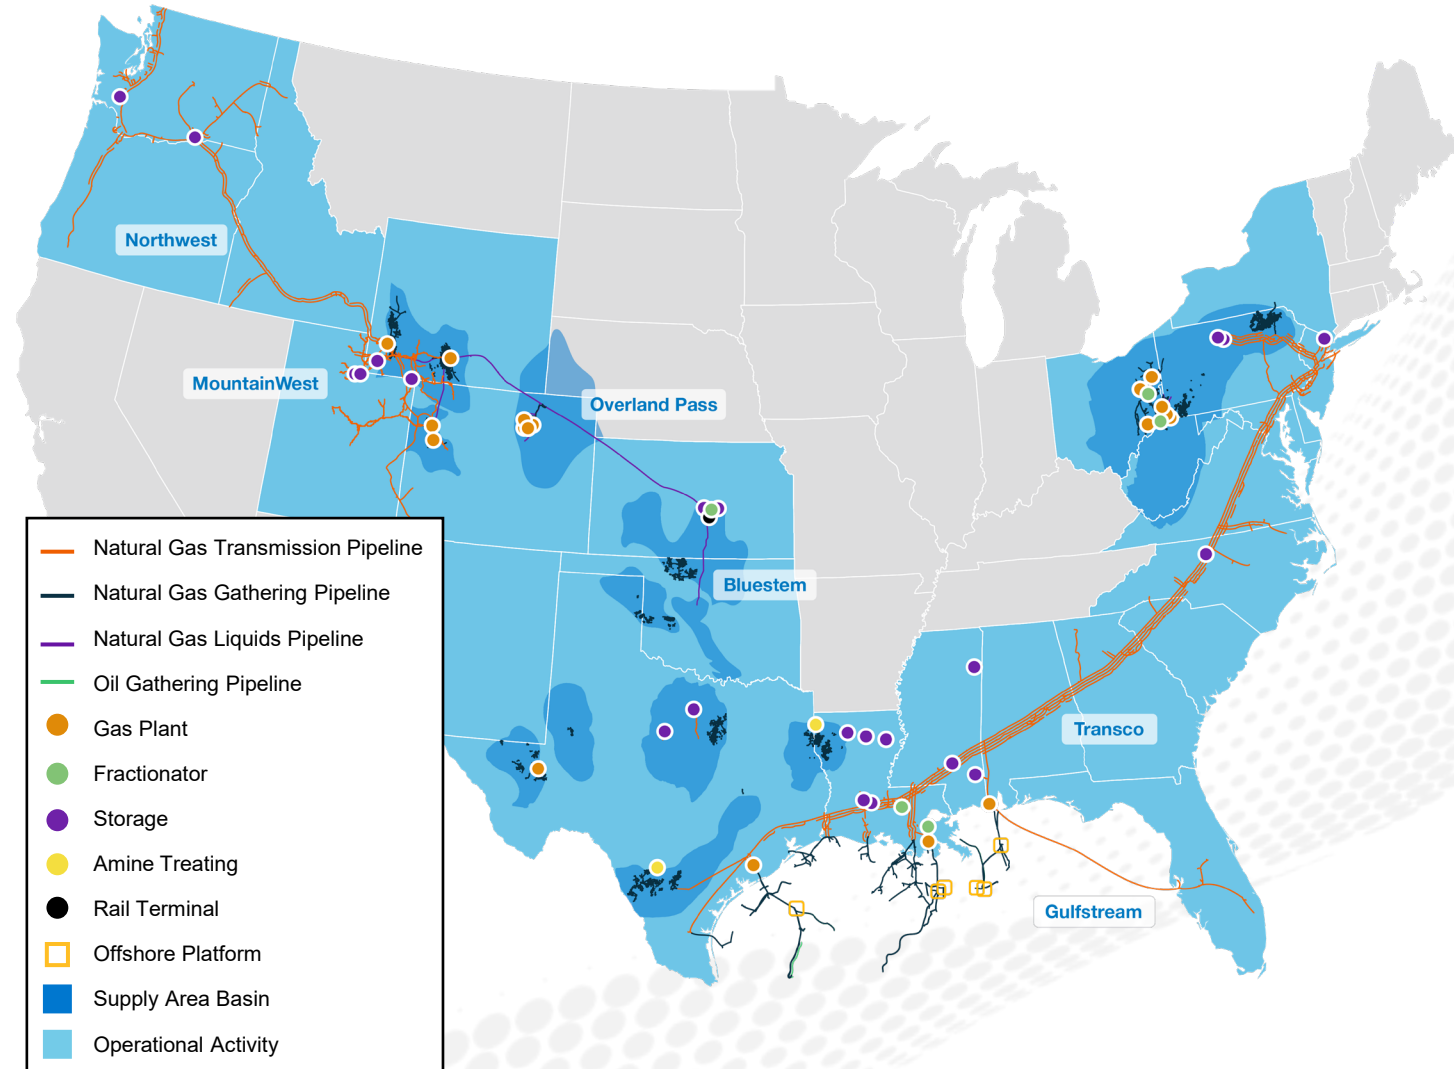 Northwest
MountainWest
Overland Pass
Bluestem
Transco
Gulfstream
Natural Gas Transmission Pipeline
Natural Gas Gathering Pipeline
Natural Gas Liquids Pipeline
Oil Gathering Pipeline
Gas Plant
Fractionator
Storage
Amine Treating
Rail Terminal
Offshore Platform
Supply Area Basin
Operational Activity